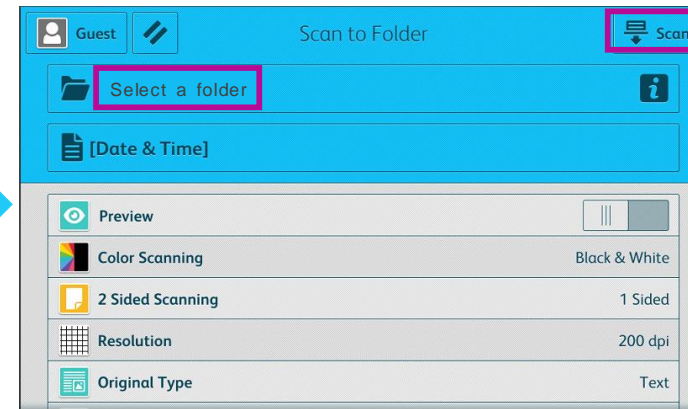 Guest
Scan to Folder
Scan
Select a folder
[Date & Time]
Preview
Color Scanning Black & White
2 Sided Scanning 1 Sided
Resolution 200 dpi
Original Type Text